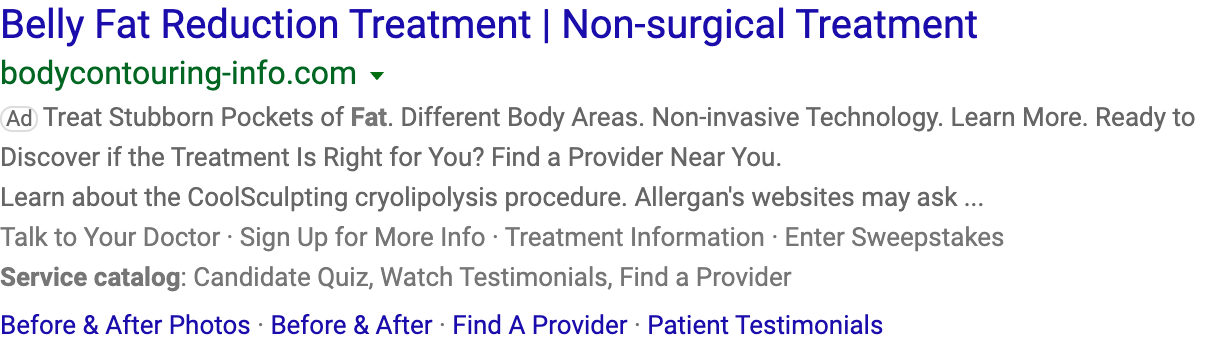 Belly Fat Reduction Treatment | Non-surgical Treatment
bodycontouring-info.com
Ad Treat Stubborn Pockets of Fat. Different Body Areas. Non-invasive Technology. Learn More. Ready to
Discover if the Treatment Is Right for You? Find a Provider Near You.
Learn about the CoolSculpting cryolipolysis procedure. Allergan's websites may ask ...
Talk to Your Doctor · Sign Up for More Info · Treatment Information · Enter Sweepstakes
Service catalog: Candidate Quiz, Watch Testimonials, Find a Provider
Before & After Photos · Before & After · Find A Provider · Patient Testimonials